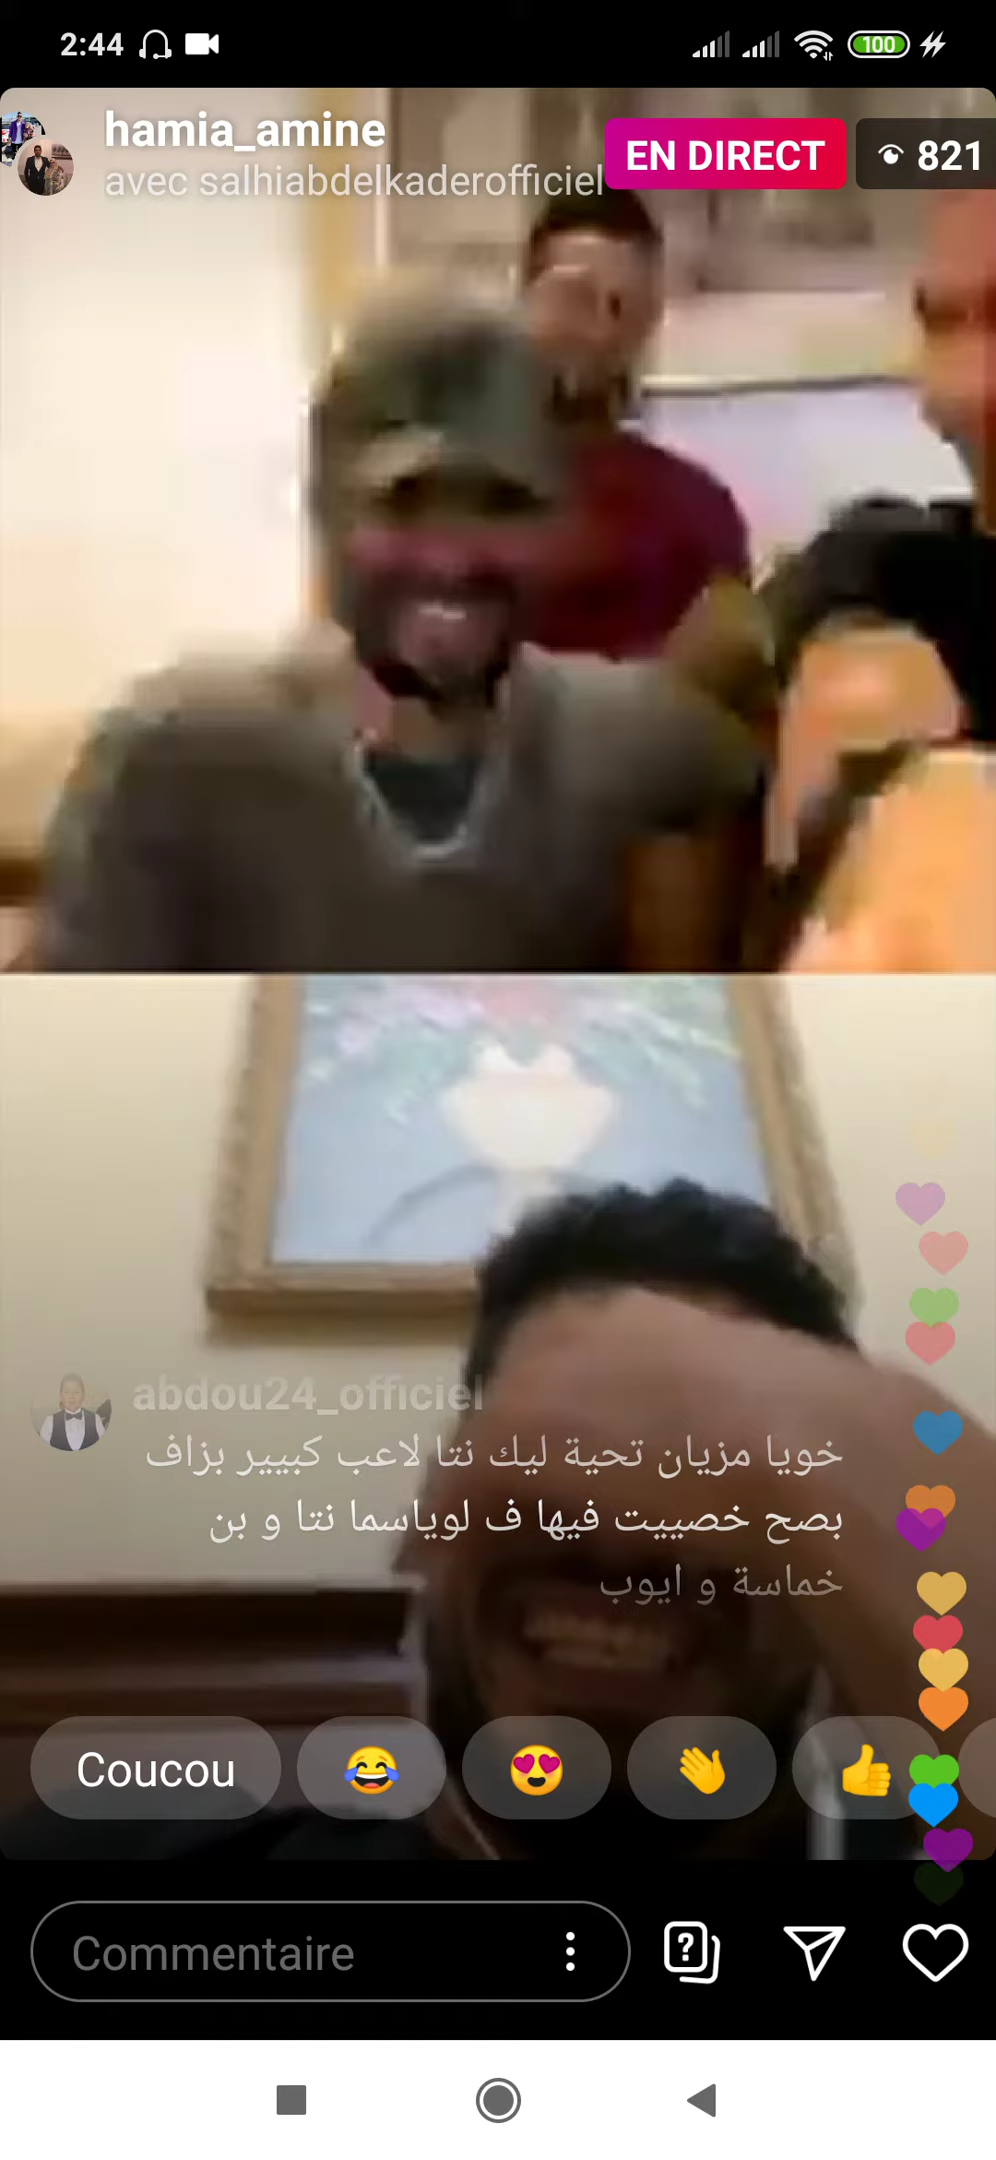 2:44
100
hamia_amine
avec salhiabdelkaderofficiel
EN DIRECT
821
abdou24_officiel
خويا مزيان تحية ليك نتا لاعب كبيير بزاف
بصح خصييت فيها ف لوياسما نتا و بن
خماسة و ايوب
Coucou
Commentaire